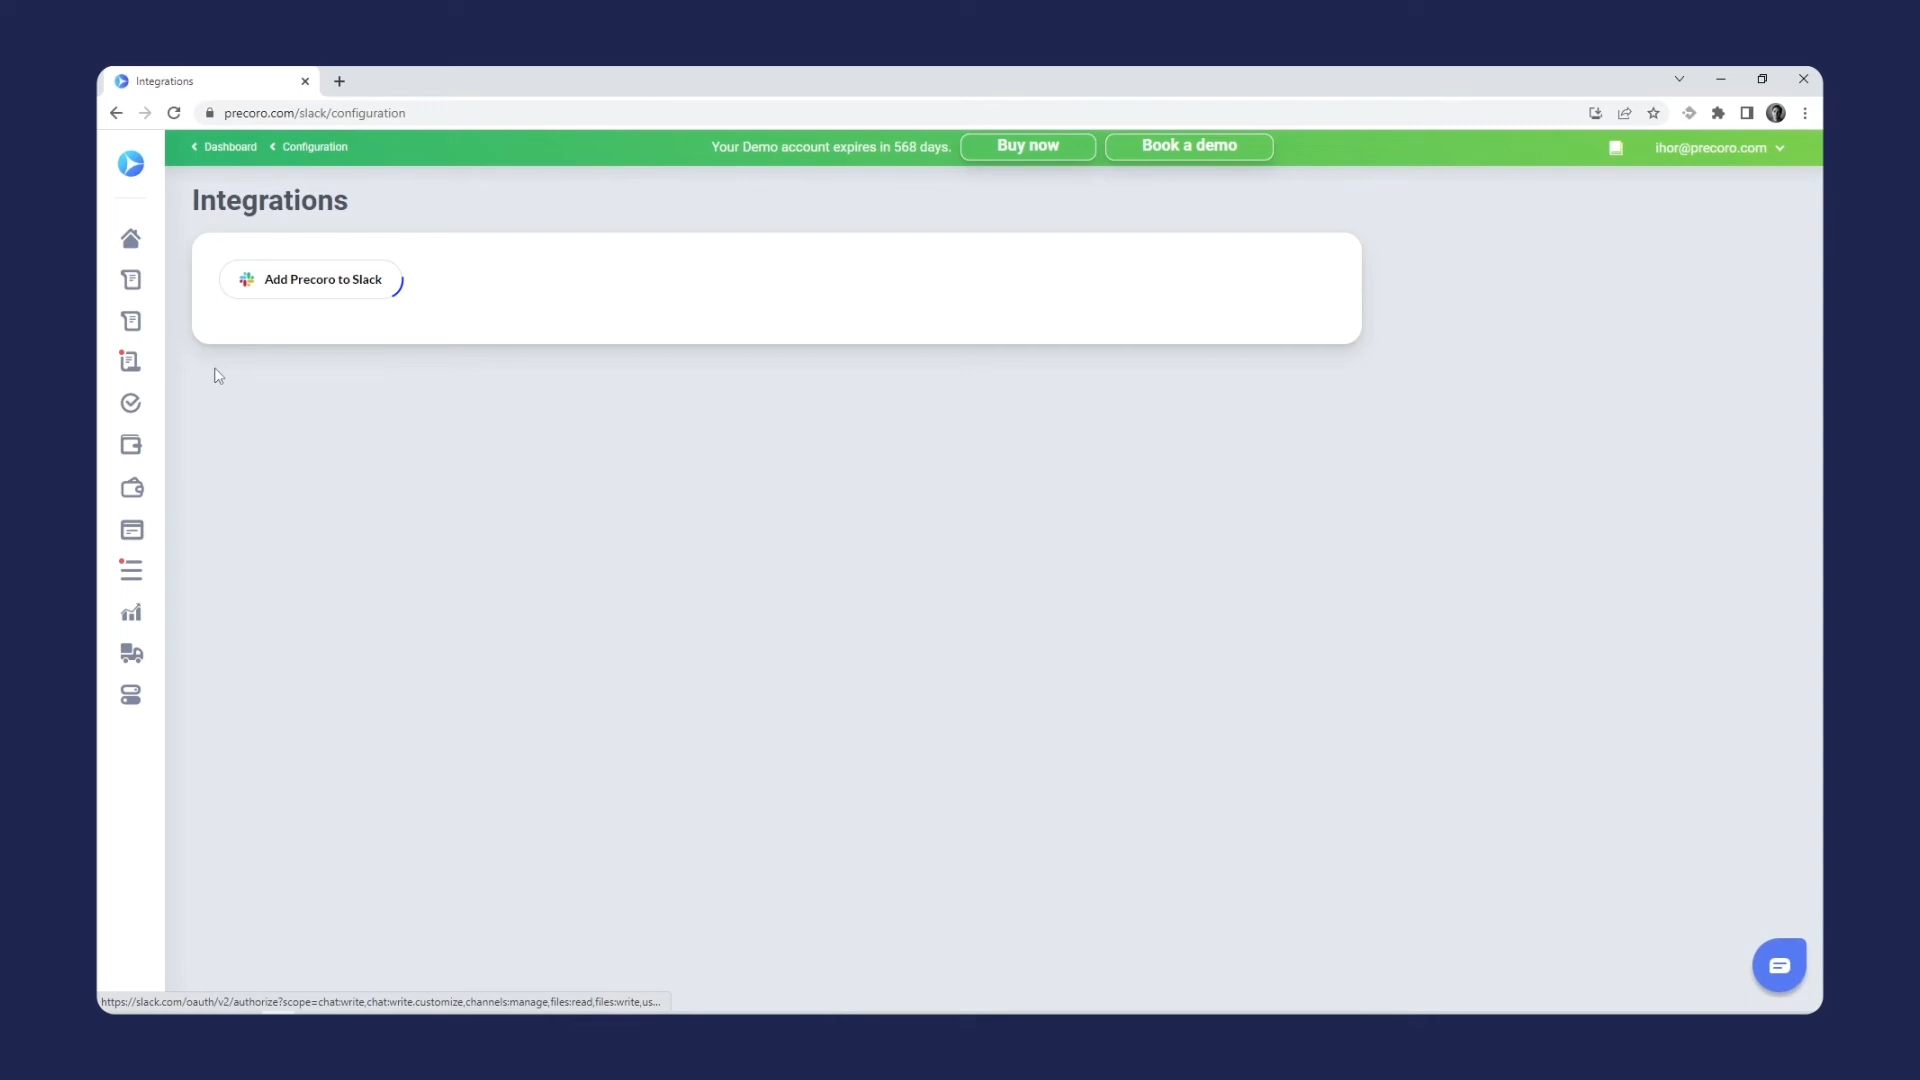 Integrations
precoro.com/slack/configuration
Dashboard Configuration
Your Demo account expires in 568 days. Buy now Book a demo
ihor@precoro.com
Integrations
Add Precoro to Slack
https://slack.com/oauth/v2/authorize?scope=chat:write,chat:write.customize,channels:manage,files:read,files:write,us...